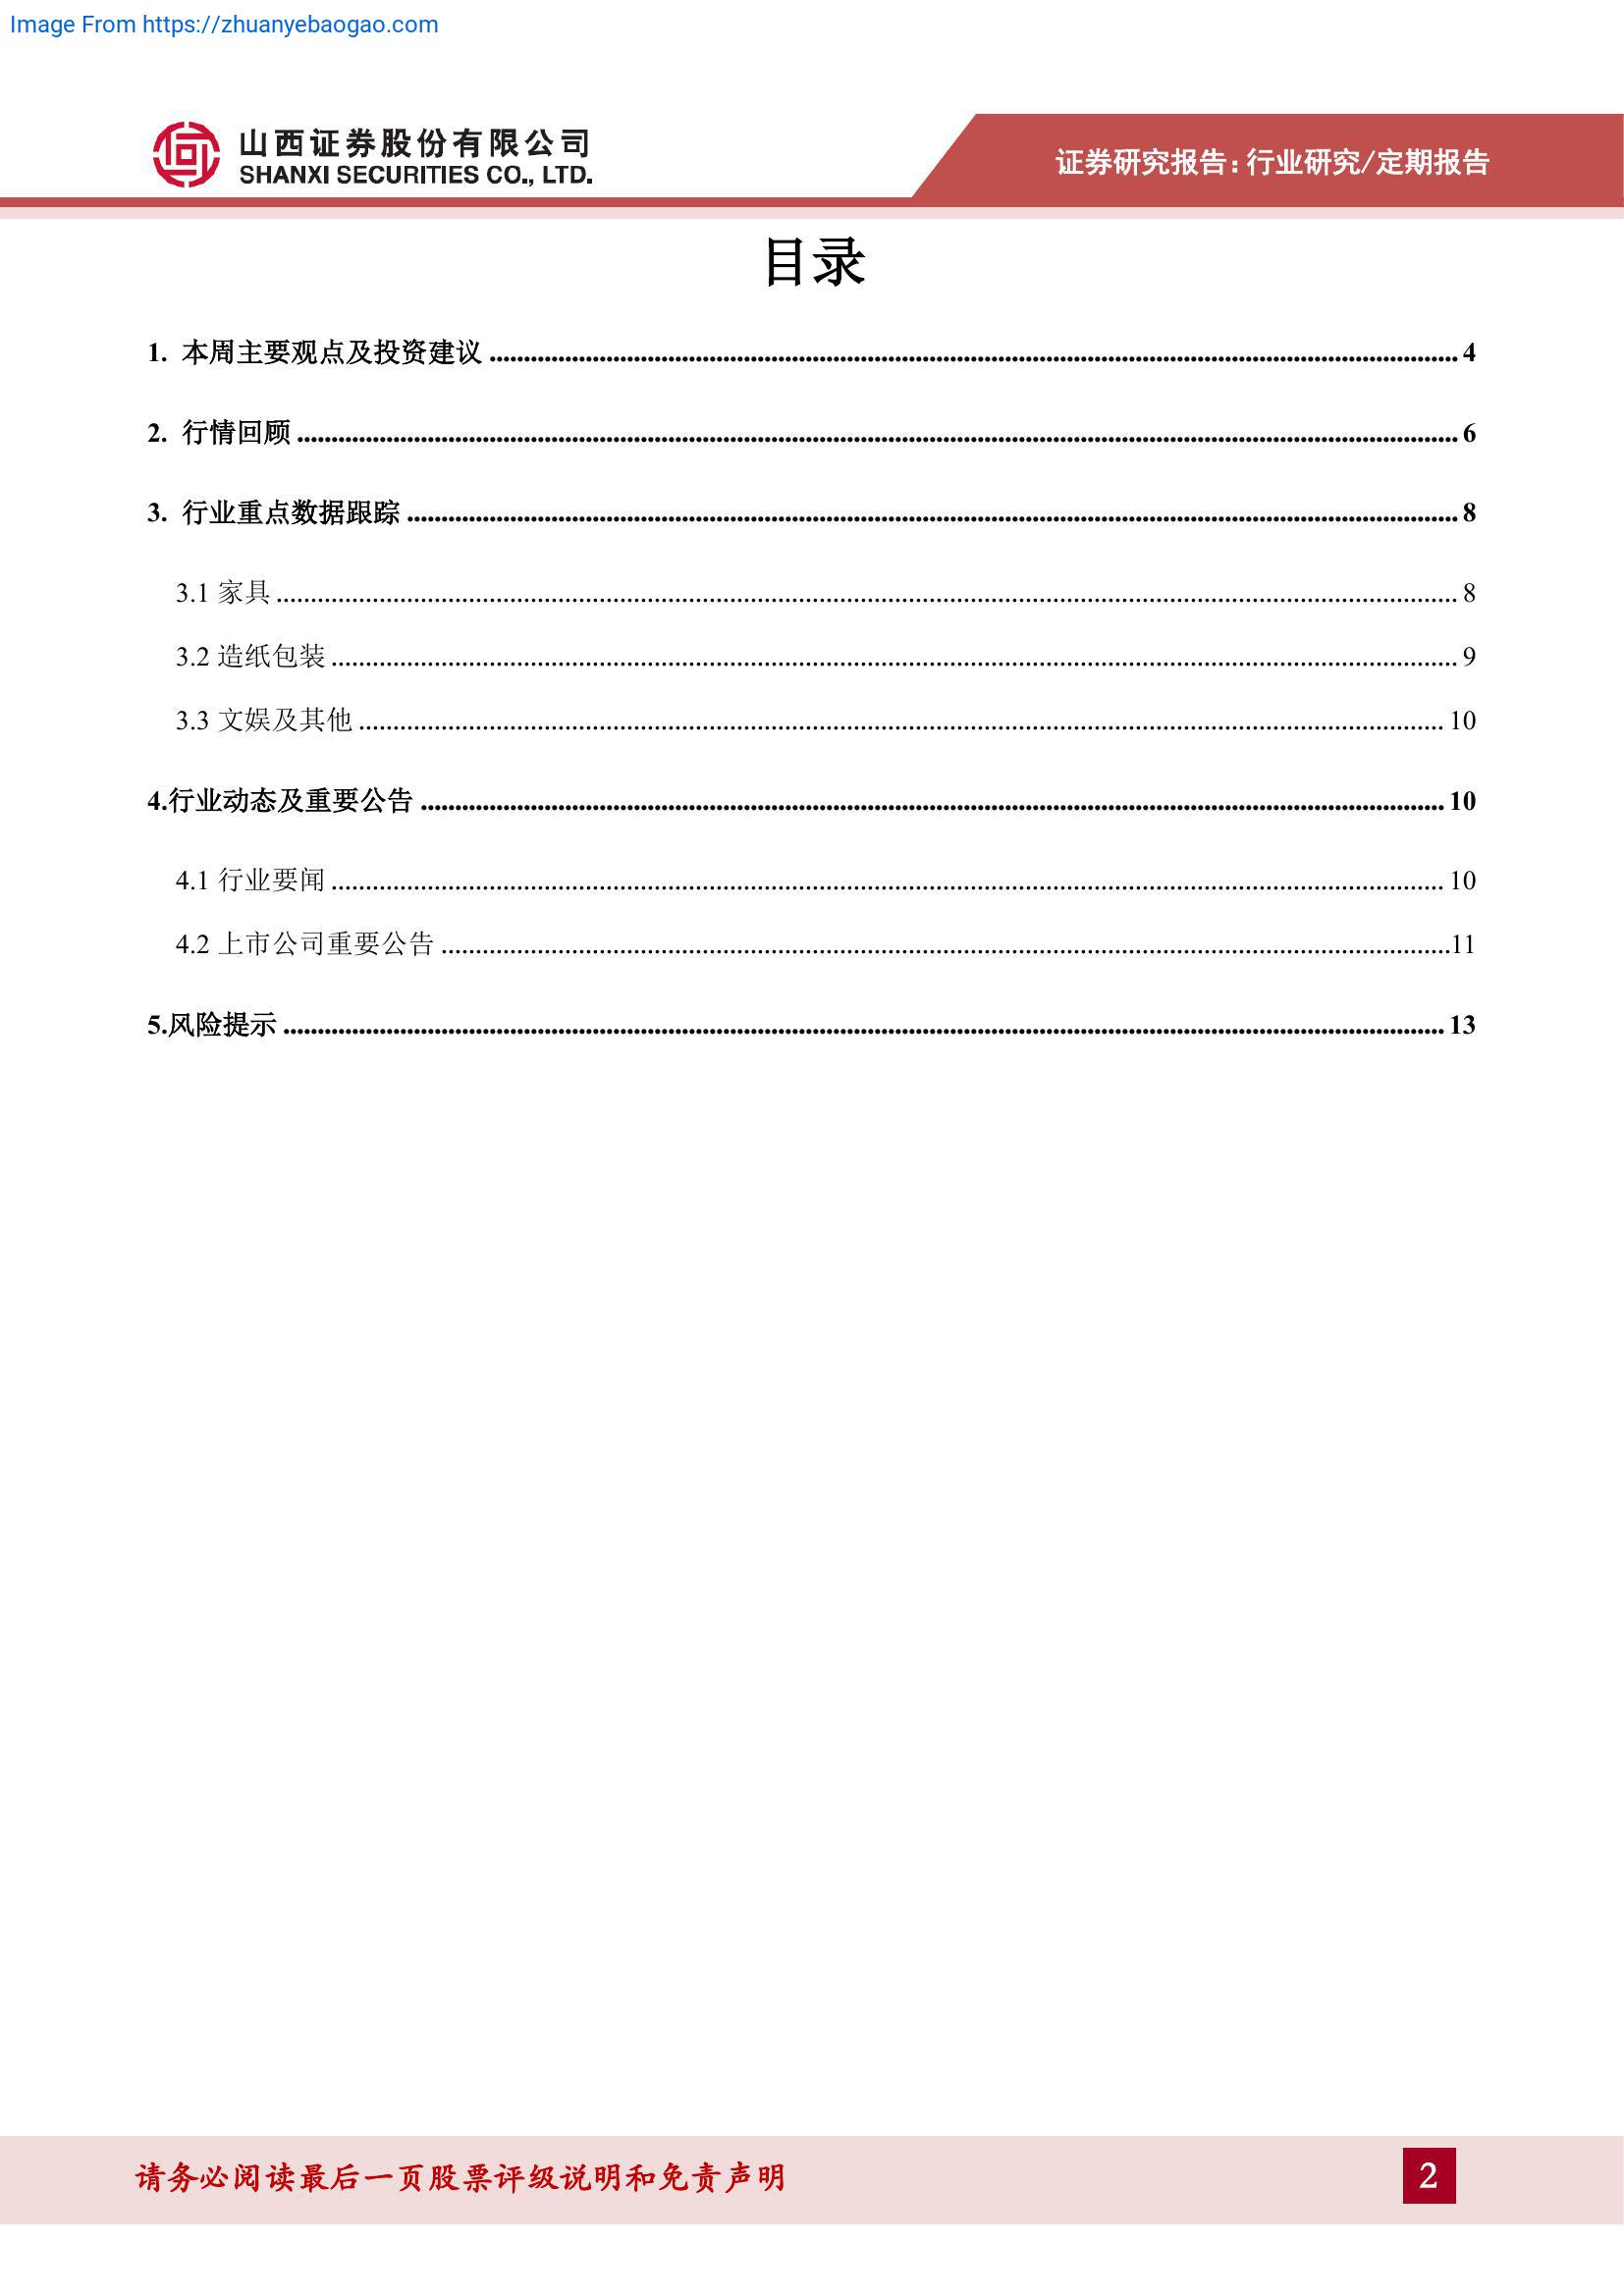 Image From https://zhuanyebaogao.com
山西证券股份有限公司
SHANXI SECURITIES CO., LTD.
证券研究报告：行业研究/定期报告
目录
1. 本周主要观点及投资建议 ........ 4
2. 行情回顾 ........ 6
3. 行业重点数据跟踪 ........ 8
3.1 家具 ........ 8
3.2 造纸包装 ........ 9
3.3 文娱及其他 ........ 10
4.行业动态及重要公告 ........ 10
4.1 行业要闻 ........ 10
4.2 上市公司重要公告 ........ 11
5.风险提示 ........ 13
请务必阅读最后一页股票评级说明和免责声明
2